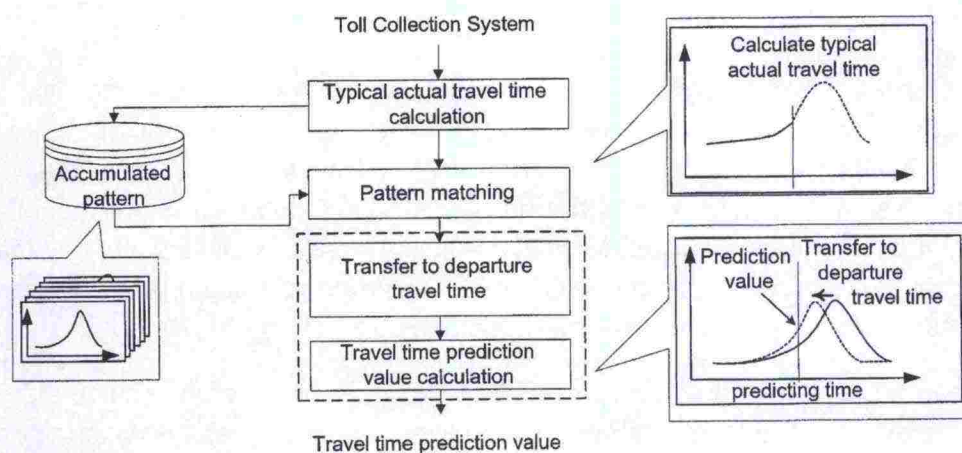 Toll Collection System
Typical actual travel time
calculation
Accumulated
pattern
Pattern matching
Transfer to departure
travel time
Travel time prediction
value calculation
Travel time prediction value
Calculate typical
actual travel time
Prediction
value
Transfer to
departure
travel time
predicting time